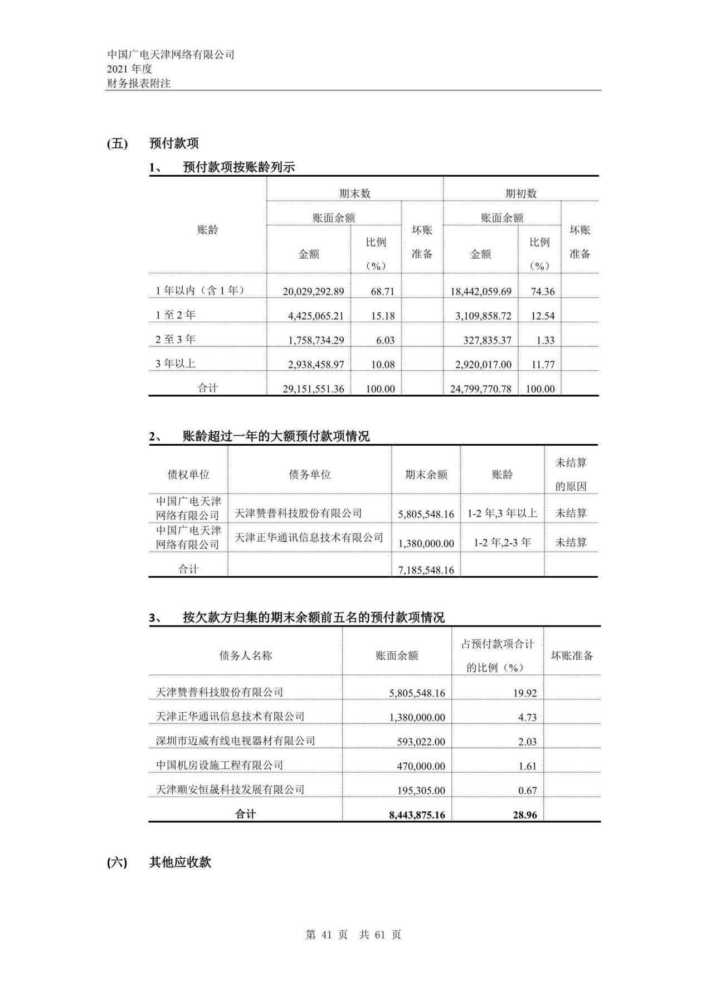 中国广电天津网络有限公司
2021 年度
财务报表附注
(五) 预付款项
1、 预付款项按账龄列示
账龄 期末数 期初数
账面余额 坏账准备 账面余额 坏账准备
金额 比例（%） 金额 比例（%）
1 年以内（含 1 年） 20,029,292.89 68.71 18,442,059.69 74.36
1 至 2 年 4,425,065.21 15.18 3,109,858.72 12.54
2 至 3 年 1,758,734.29 6.03 327,835.37 1.33
3 年以上 2,938,458.97 10.08 2,920,017.00 11.77
合计 29,151,551.36 100.00 24,799,770.78 100.00
2、 账龄超过一年的大额预付款项情况
债权单位 债务单位 期末余额 账龄 未结算的原因
中国广电天津网络有限公司 天津赞普科技股份有限公司 5,805,548.16 1-2 年,3 年以上 未结算
中国广电天津网络有限公司 天津正华通讯信息技术有限公司 1,380,000.00 1-2 年,2-3 年 未结算
合计 7,185,548.16
3、 按欠款方归集的期末余额前五名的预付款项情况
债务人名称 账面余额 占预付款项合计的比例（%） 坏账准备
天津赞普科技股份有限公司 5,805,548.16 19.92
天津正华通讯信息技术有限公司 1,380,000.00 4.73
深圳市迈威有线电视器材有限公司 593,022.00 2.03
中国机房设施工程有限公司 470,000.00 1.61
天津顺安恒晟科技发展有限公司 195,305.00 0.67
合计 8,443,875.16 28.96
(六) 其他应收款
第 41 页 共 61 页